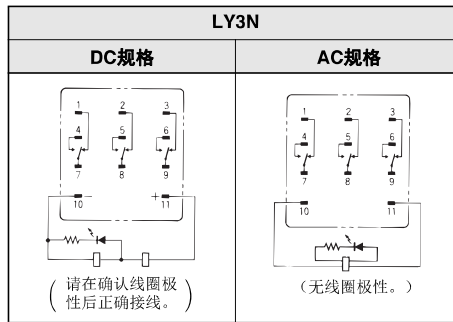 LY3N
DC规格
AC规格
1 2 3
4 5 6
7 8 9
10 + 11
(请在确认线圈极
性后正确接线。)
1 2 3
4 5 6
7 8 9
10 11
(无线圈极性。)